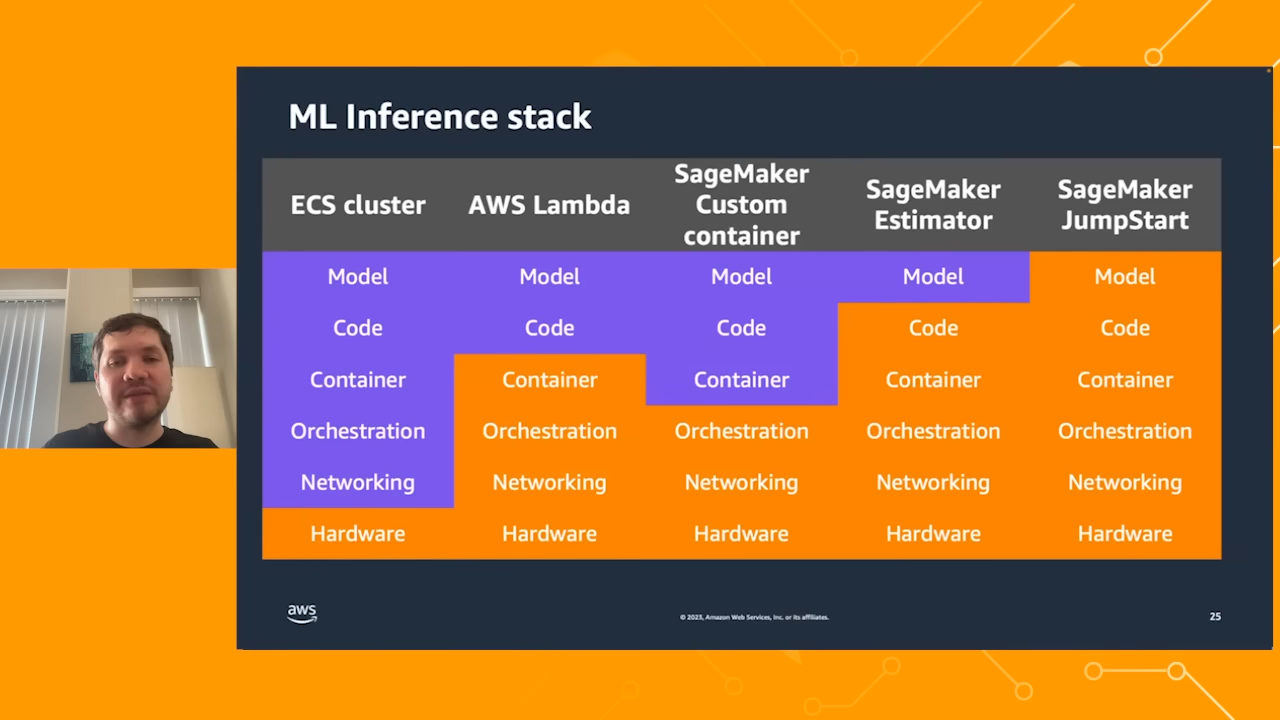 ML Inference stack
ECS cluster
AWS Lambda
SageMaker
Custom
container
SageMaker
Estimator
SageMaker
JumpStart
Model Model Model Model Model
Code Code Code Code Code
Container Container Container Container Container
Orchestration Orchestration Orchestration Orchestration Orchestration
Networking Networking Networking Networking Networking
Hardware Hardware Hardware Hardware Hardware
aws
© 2023, Amazon Web Services, Inc. or its affiliates.
25